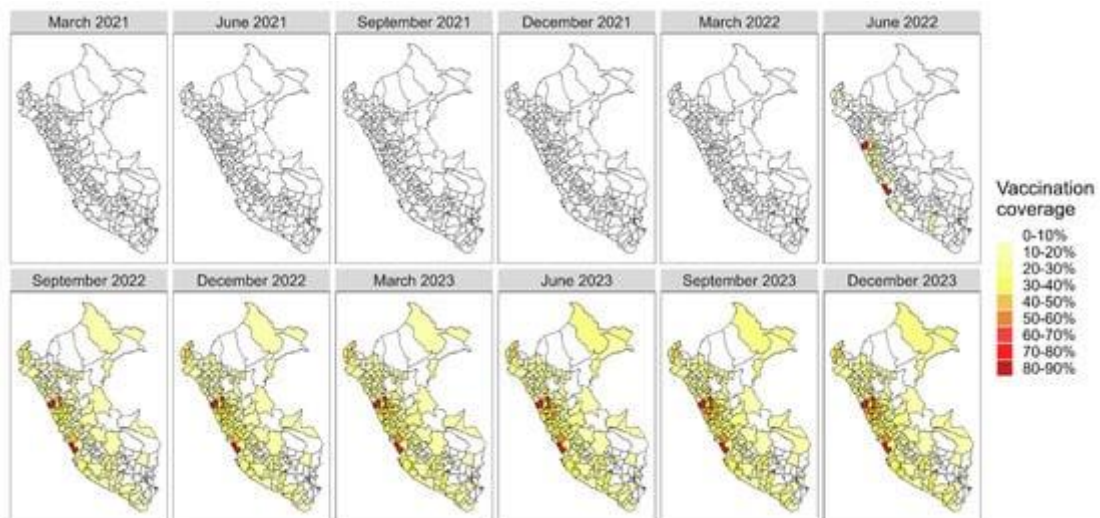 March 2021
June 2021
September 2021
December 2021
March 2022
June 2022
September 2022
December 2022
March 2023
June 2023
September 2023
December 2023
Vaccination
coverage
0-10%
10-20%
20-30%
30-40%
40-50%
50-60%
60-70%
70-80%
80-90%